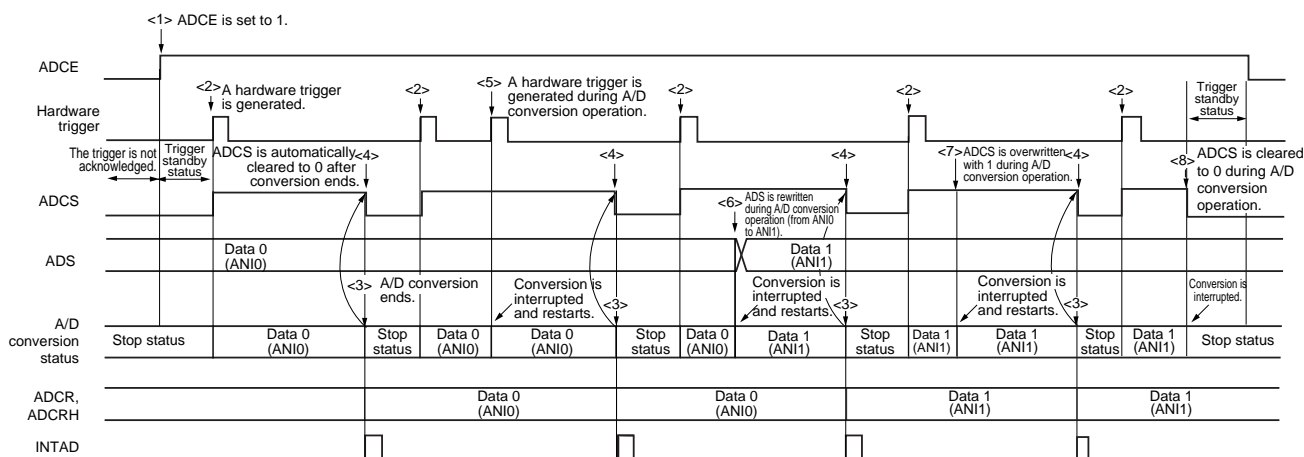 <1> ADCE is set to 1.
ADCE
<2> A hardware trigger
is generated.
<2>
<5> A hardware trigger is
generated during A/D
conversion operation.
<2>
<2>
<2>
Trigger
standby
status
Hardware
trigger
The trigger is not
acknowledged.
Trigger
standby
status
ADCS is automatically
cleared to 0 after
conversion ends.
<4>
<4>
<4>
<7> ADCS is overwritten
with 1 during A/D
conversion operation.
<4>
<8> ADCS is cleared
to 0 during A/D
conversion
operation.
ADCS
<6> ADS is rewritten
during A/D conversion
operation (from ANI0
to ANI1).
ADS
Data 0
(ANI0)
Data 1
(ANI1)
<3> A/D conversion
ends.
Conversion is
interrupted
and restarts.
<3>
Conversion is
interrupted
and restarts.
<3>
Conversion is
interrupted
and restarts.
<3>
Conversion is
interrupted.
A/D
conversion
status
Stop status
Data 0
(ANI0)
Stop
status
Data 0
(ANI0)
Data 0
(ANI0)
Stop
status
Data 0
(ANI0)
Data 1
(ANI1)
Stop
status
Data 1
(ANI1)
Data 1
(ANI1)
Stop
status
Data 1
(ANI1)
Stop status
ADCR,
ADCRH
Data 0
(ANI0)
Data 0
(ANI0)
Data 1
(ANI1)
Data 1
(ANI1)
INTAD